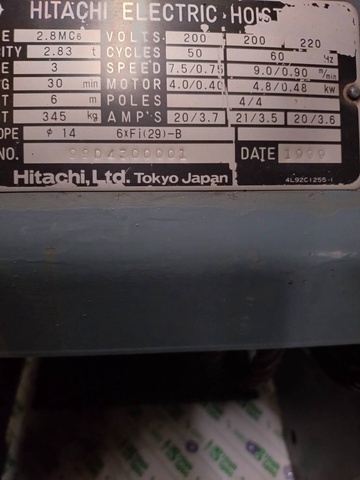 HITACHI ELECTRIC HOIST
E 2.8MC6 VOLTS 200 200 220
CITY 2.83 t CYCLES 50 60 Hz
E 3 SPEED 7.5/0.75 9.0/0.90 m/min
G 30 min MOTOR 4.0/0.40 4.8/0.48 kw
T 6 m POLES 4/4
T 345 kg AMP'S 20/3.7 21/3.5 20/3.6
OPE φ 14 6xFi(29)-B
NO. DATE 1999
Hitachi, Ltd. Tokyo Japan 4L92C1255-1